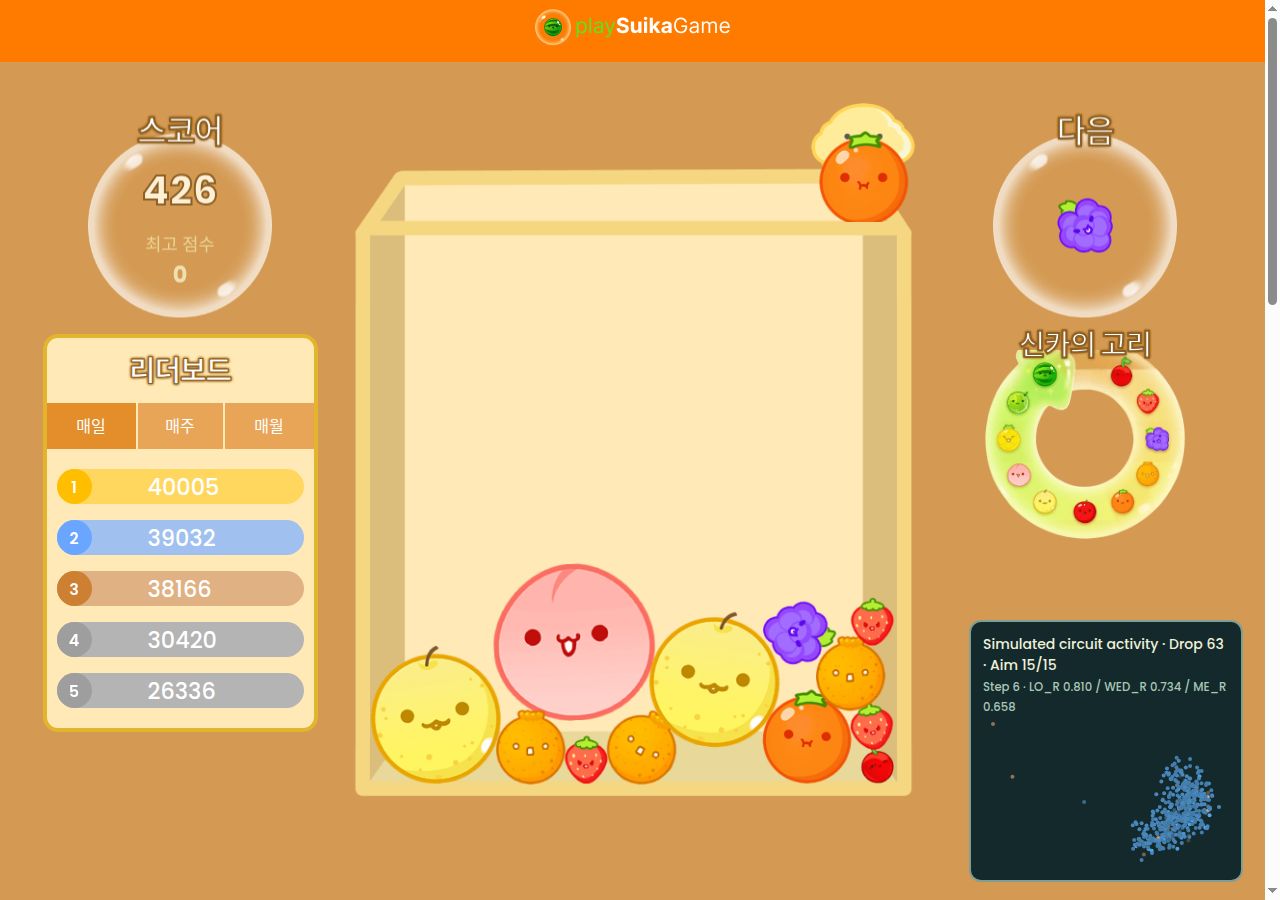 playSuikaGame
스코어
426
최고 점수
0
다음
신카의 고리
리더보드
매일 매주 매월
1 40005
2 39032
3 38166
4 30420
5 26336
Simulated circuit activity · Drop 63
· Aim 15/15
Step 6 · LO_R 0.810 / WED_R 0.734 / ME_R
0.658